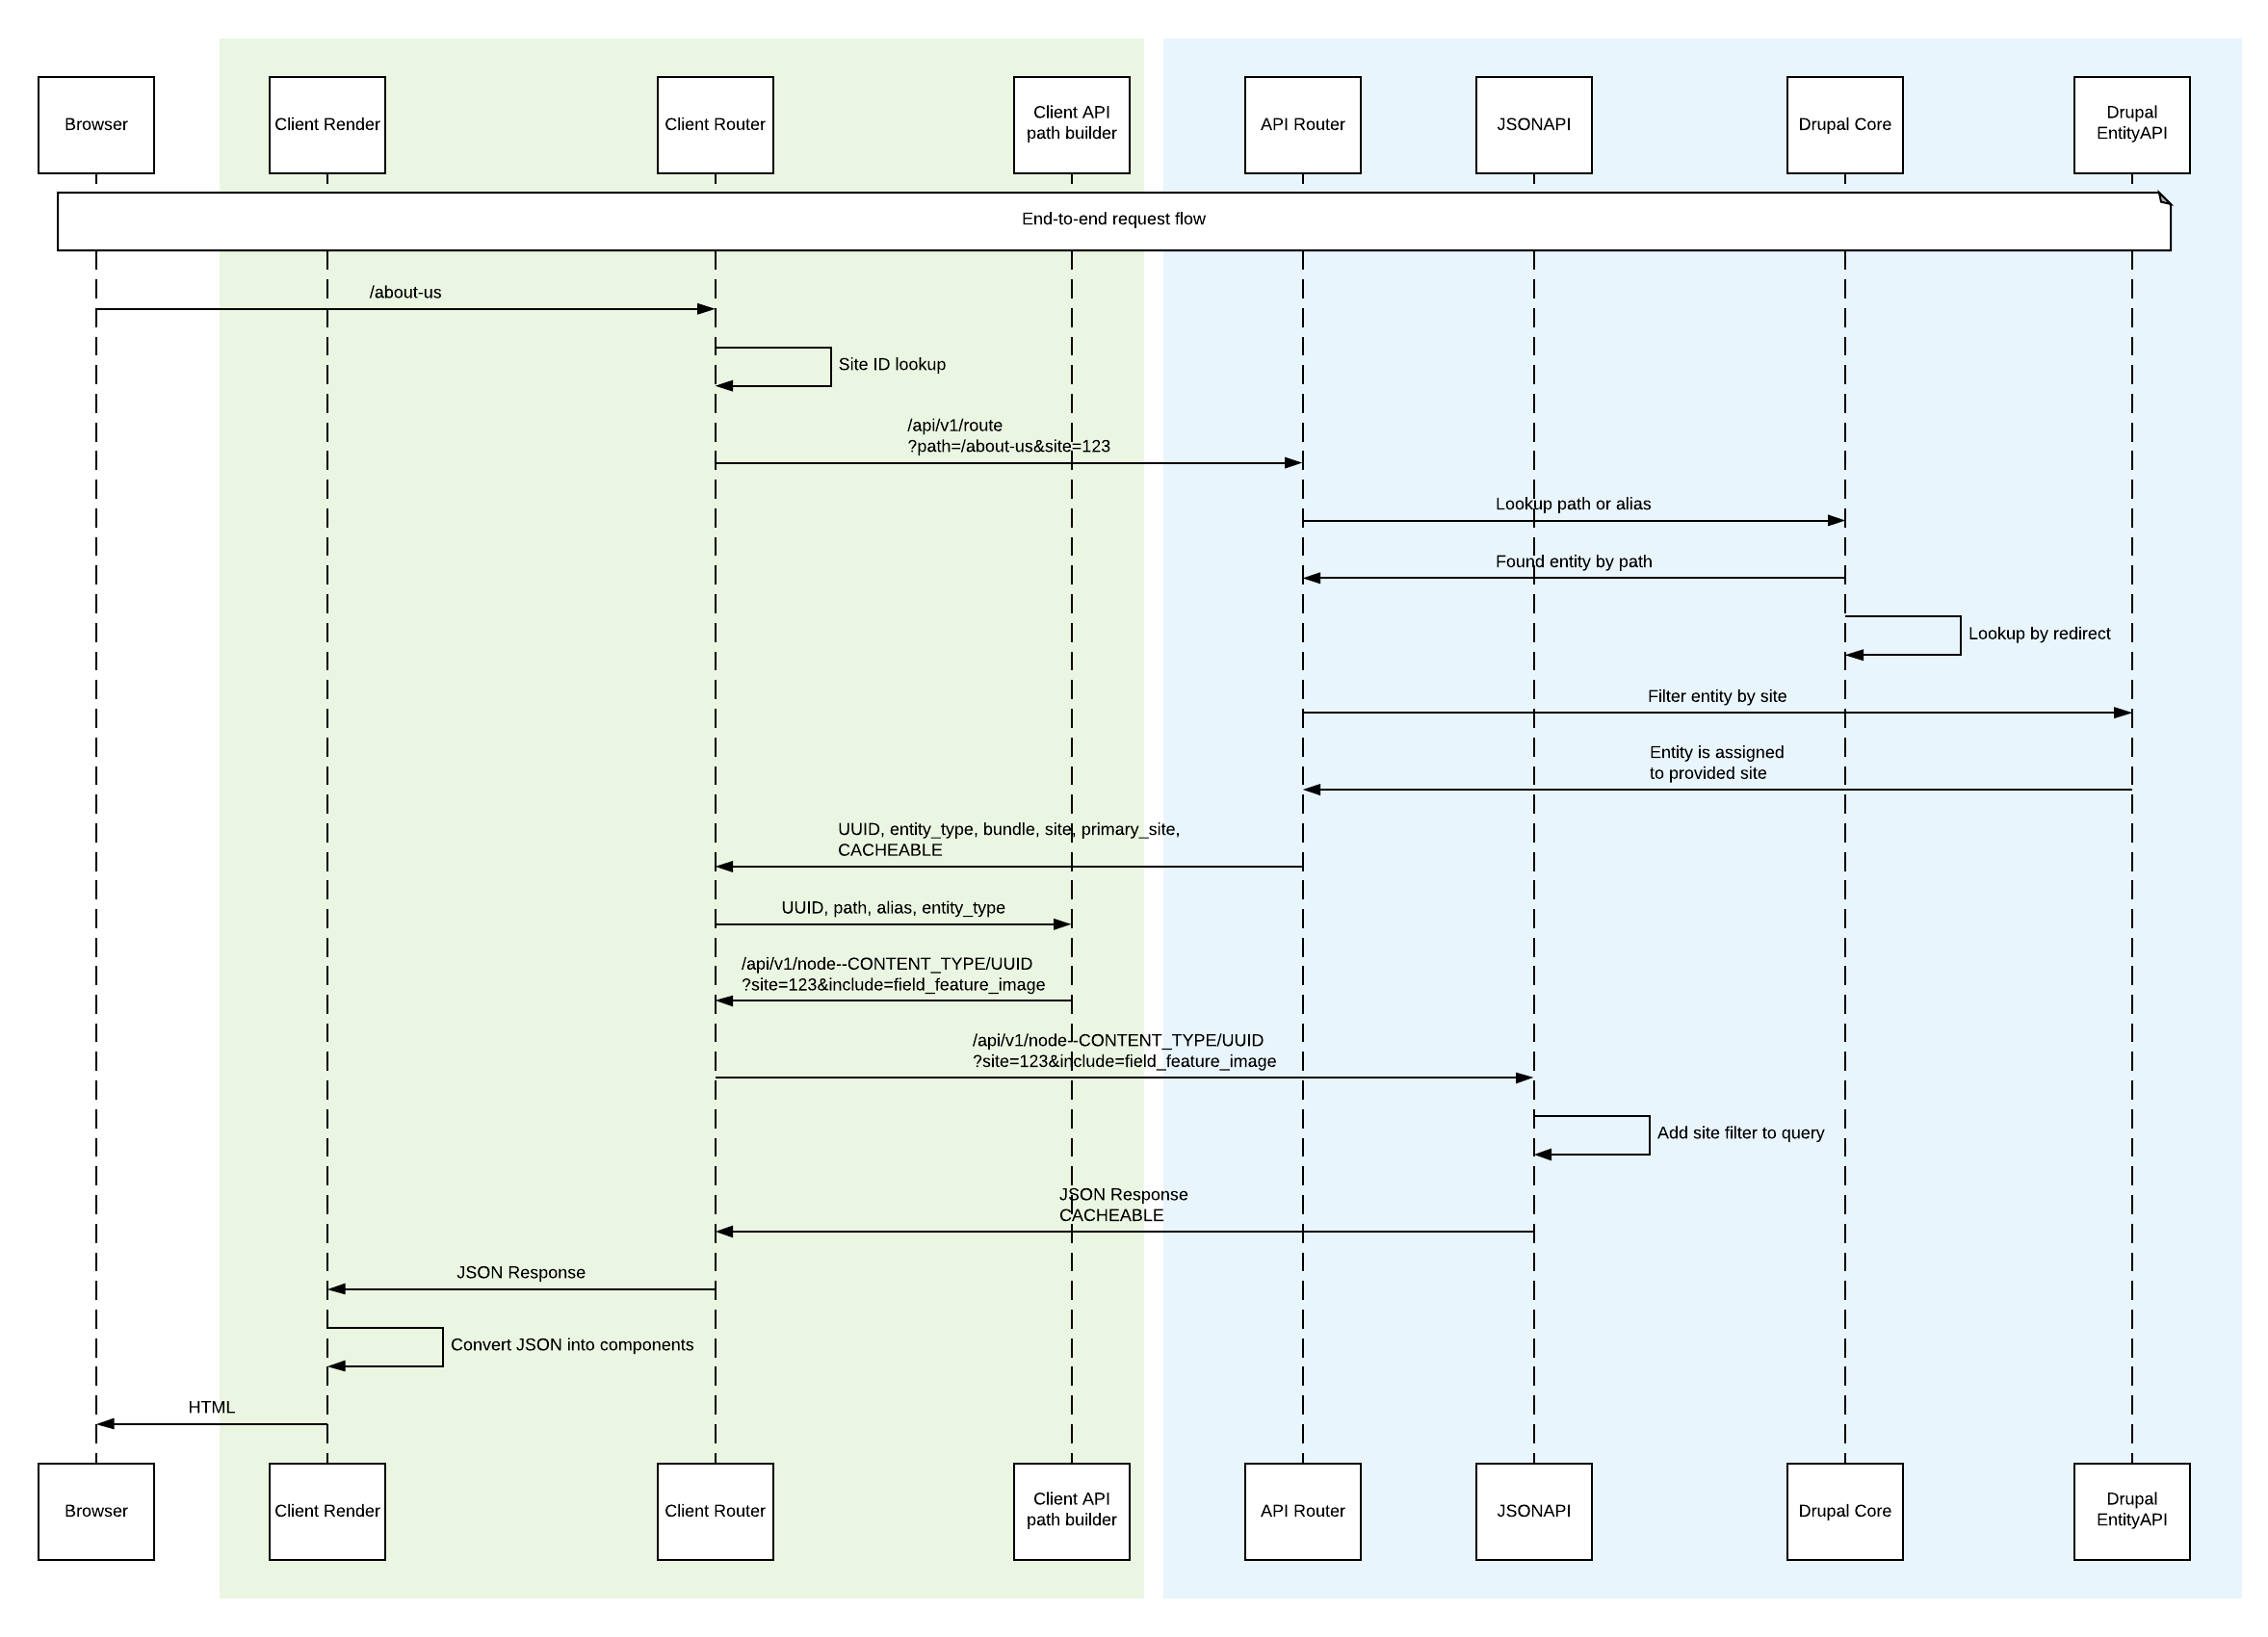 Browser
Client Render
Client Router
Client API
path builder
API Router
JSONAPI
Drupal Core
Drupal
EntityAPI
End-to-end request flow
/about-us
Site ID lookup
/api/v1/route
?path=/about-us&site=123
Lookup path or alias
Found entity by path
Lookup by redirect
Filter entity by site
Entity is assigned
to provided site
UUID, entity_type, bundle, site, primary_site,
CACHEABLE
UUID, path, alias, entity_type
/api/v1/node--CONTENT_TYPE/UUID
?site=123&include=field_feature_image
/api/v1/node--CONTENT_TYPE/UUID
?site=123&include=field_feature_image
Add site filter to query
JSON Response
CACHEABLE
JSON Response
Convert JSON into components
HTML
Browser
Client Render
Client Router
Client API
path builder
API Router
JSONAPI
Drupal Core
Drupal
EntityAPI